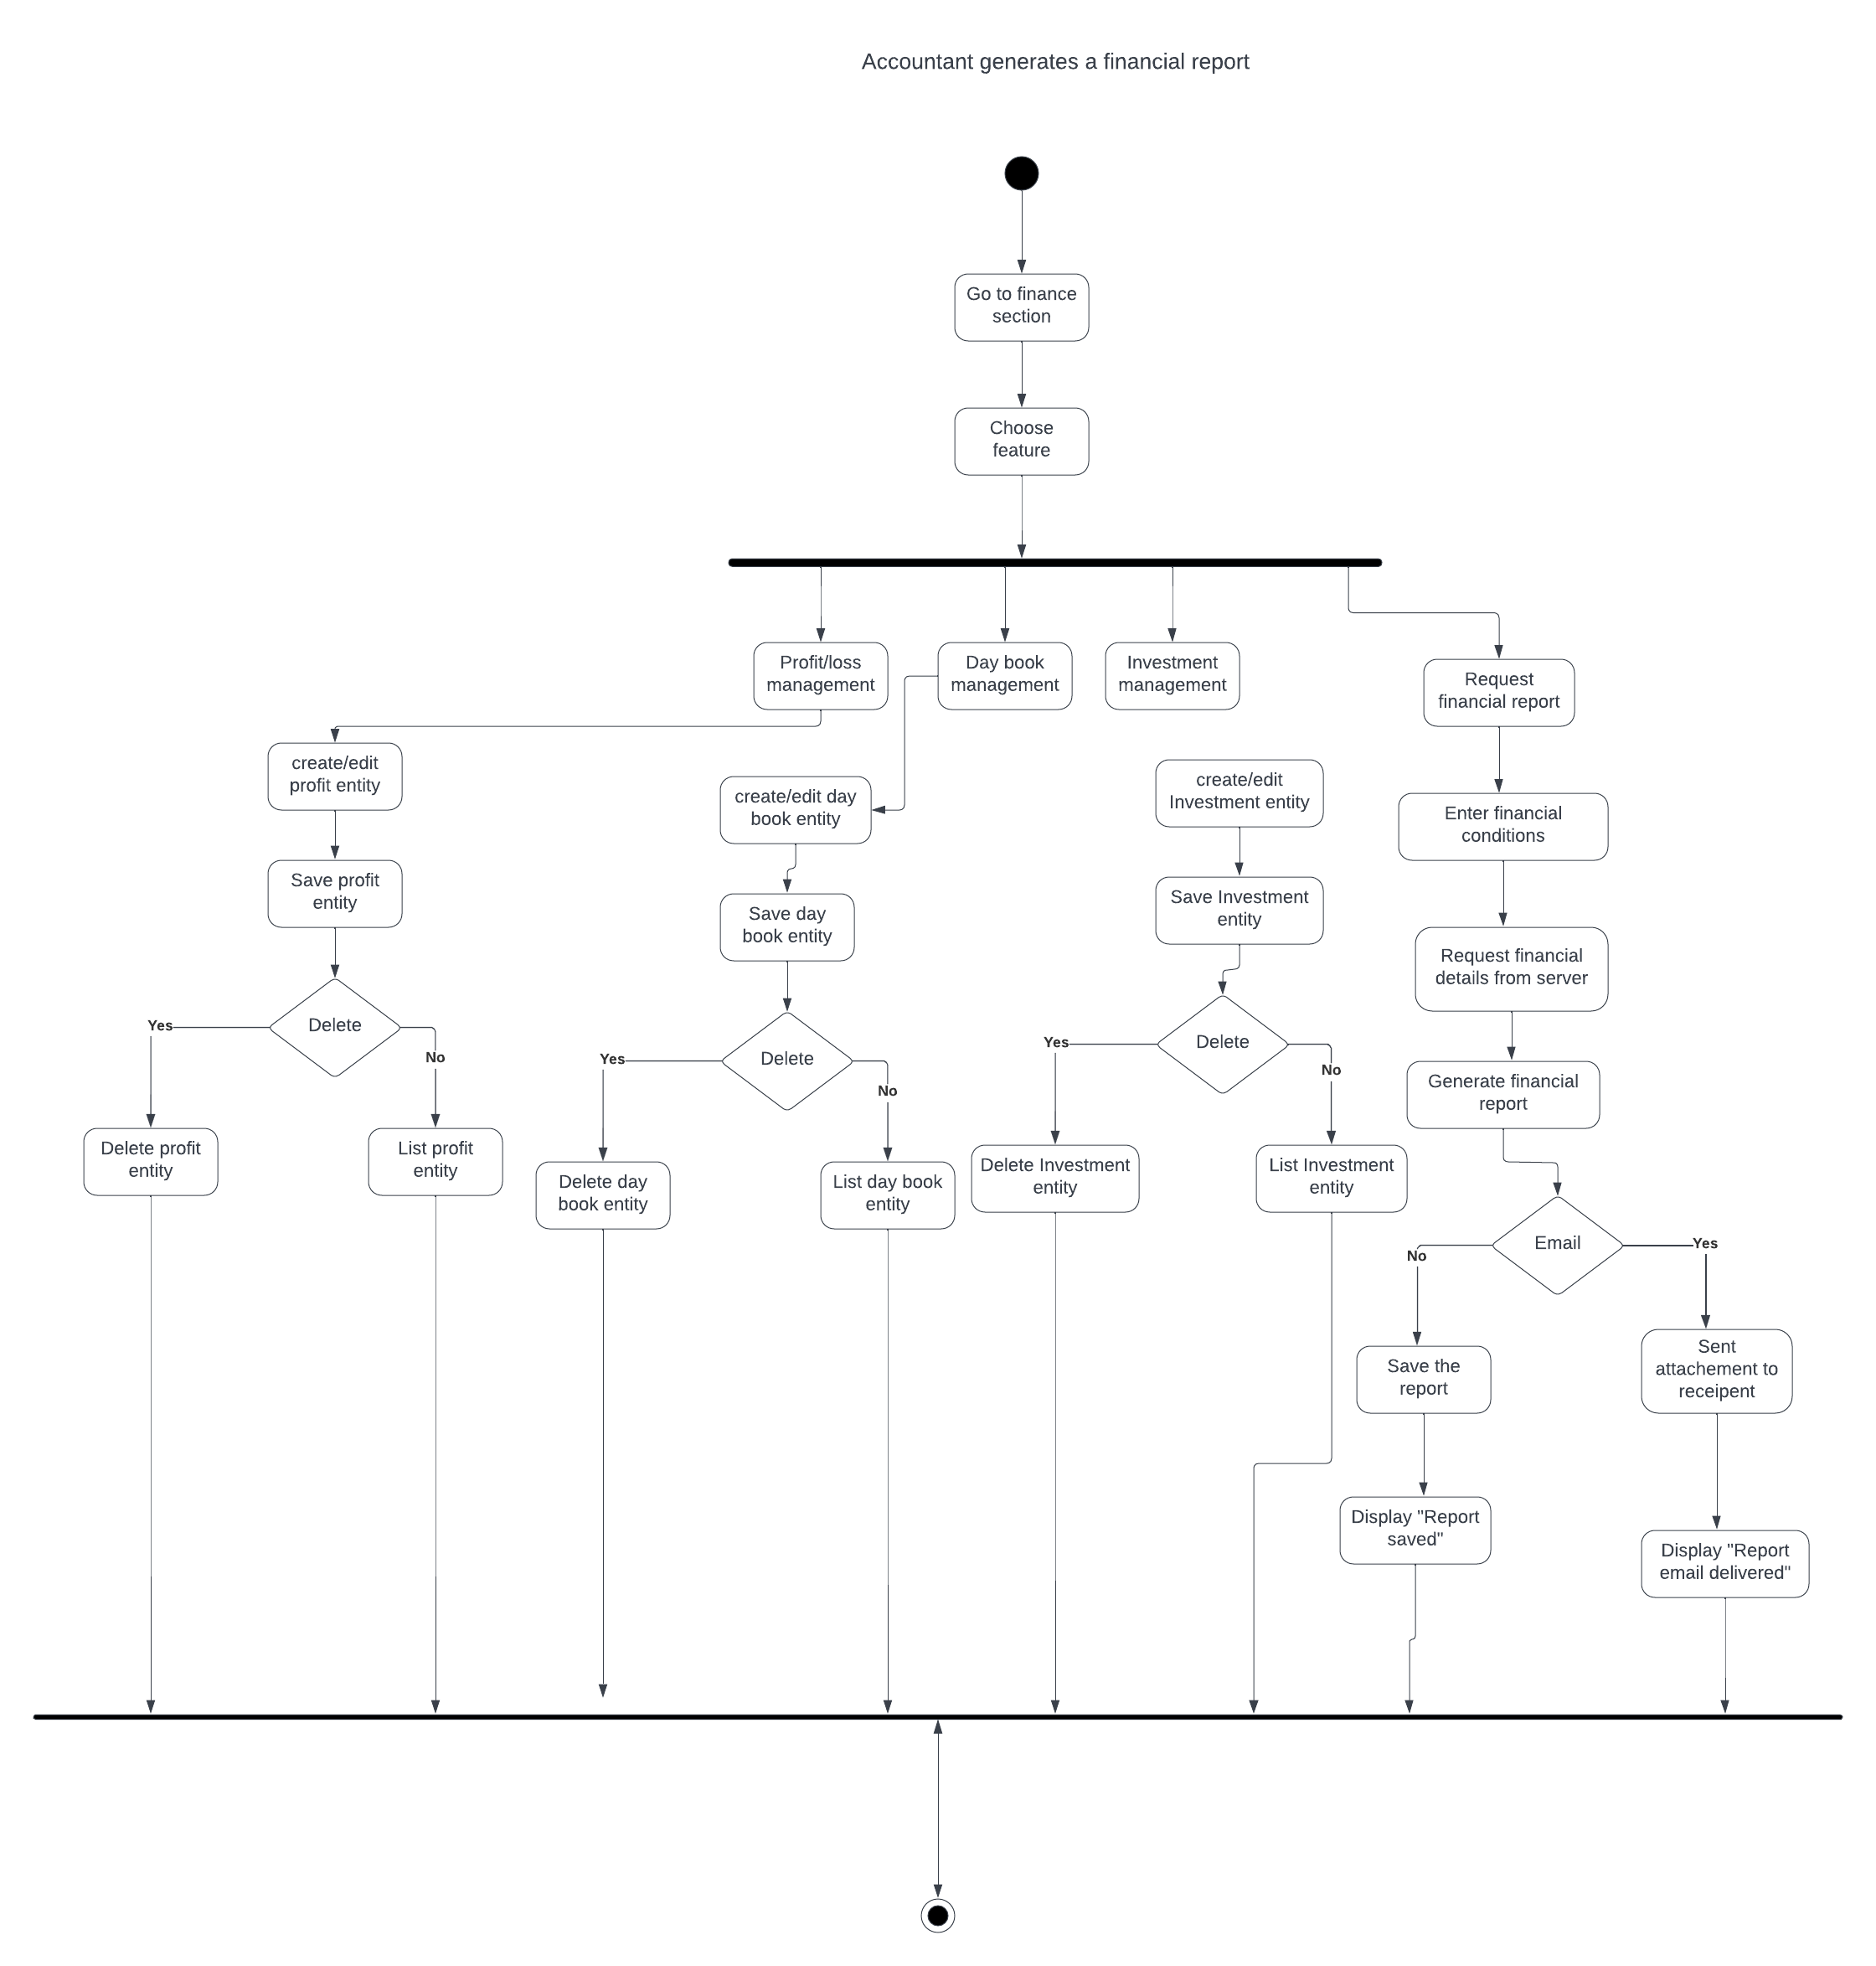 Accountant generates a financial report
Go to finance
section
Choose
feature
Profit/loss
management
Day book
management
Investment
management
Request
financial report
create/edit
profit entity
create/edit day
book entity
create/edit
Investment entity
Enter financial
conditions
Save profit
entity
Save day
book entity
Save Investment
entity
Request financial
details from server
Delete
Yes
No
Delete
Yes
No
Delete
Yes
No
Generate financial
report
Delete profit
entity
List profit
entity
Delete day
book entity
List day book
entity
Delete Investment
entity
List Investment
entity
Email
No
Yes
Save the
report
Sent
attachement to
receipent
Display "Report
saved"
Display "Report
email delivered"